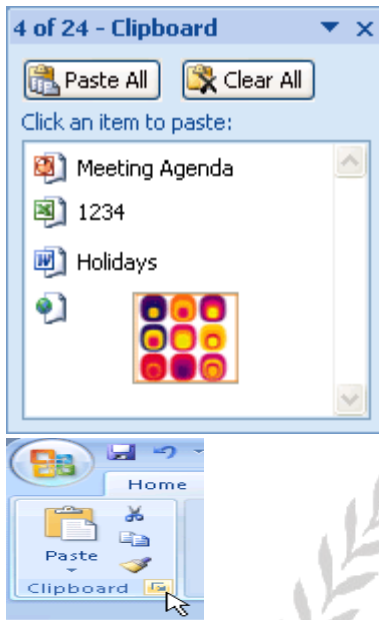 4 of 24 - Clipboard
Paste All Clear All
Click an item to paste:
Meeting Agenda
1234
Holidays
Home
Paste
Clipboard